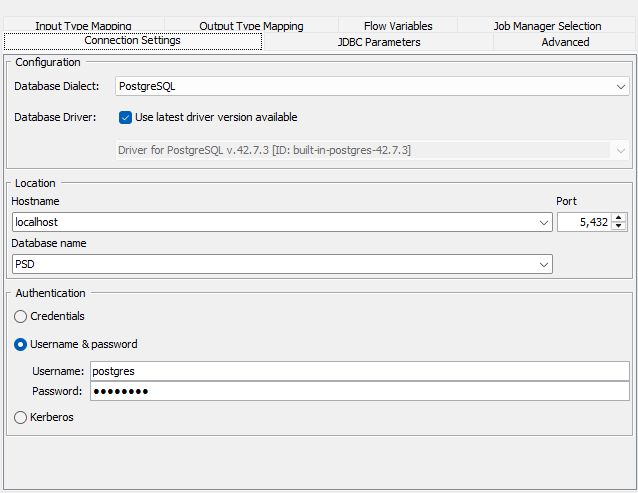 Input Type Mapping Output Type Mapping Flow Variables Job Manager Selection
Connection Settings JDBC Parameters Advanced
Configuration
Database Dialect: PostgreSQL
Database Driver: Use latest driver version available
Driver for PostgreSQL v.42.7.3 [ID: built-in-postgres-42.7.3]
Location
Hostname Port
localhost 5,432
Database name
PSD
Authentication
Credentials
Username & password
Username: postgres
Password: ●●●●●●●●
Kerberos